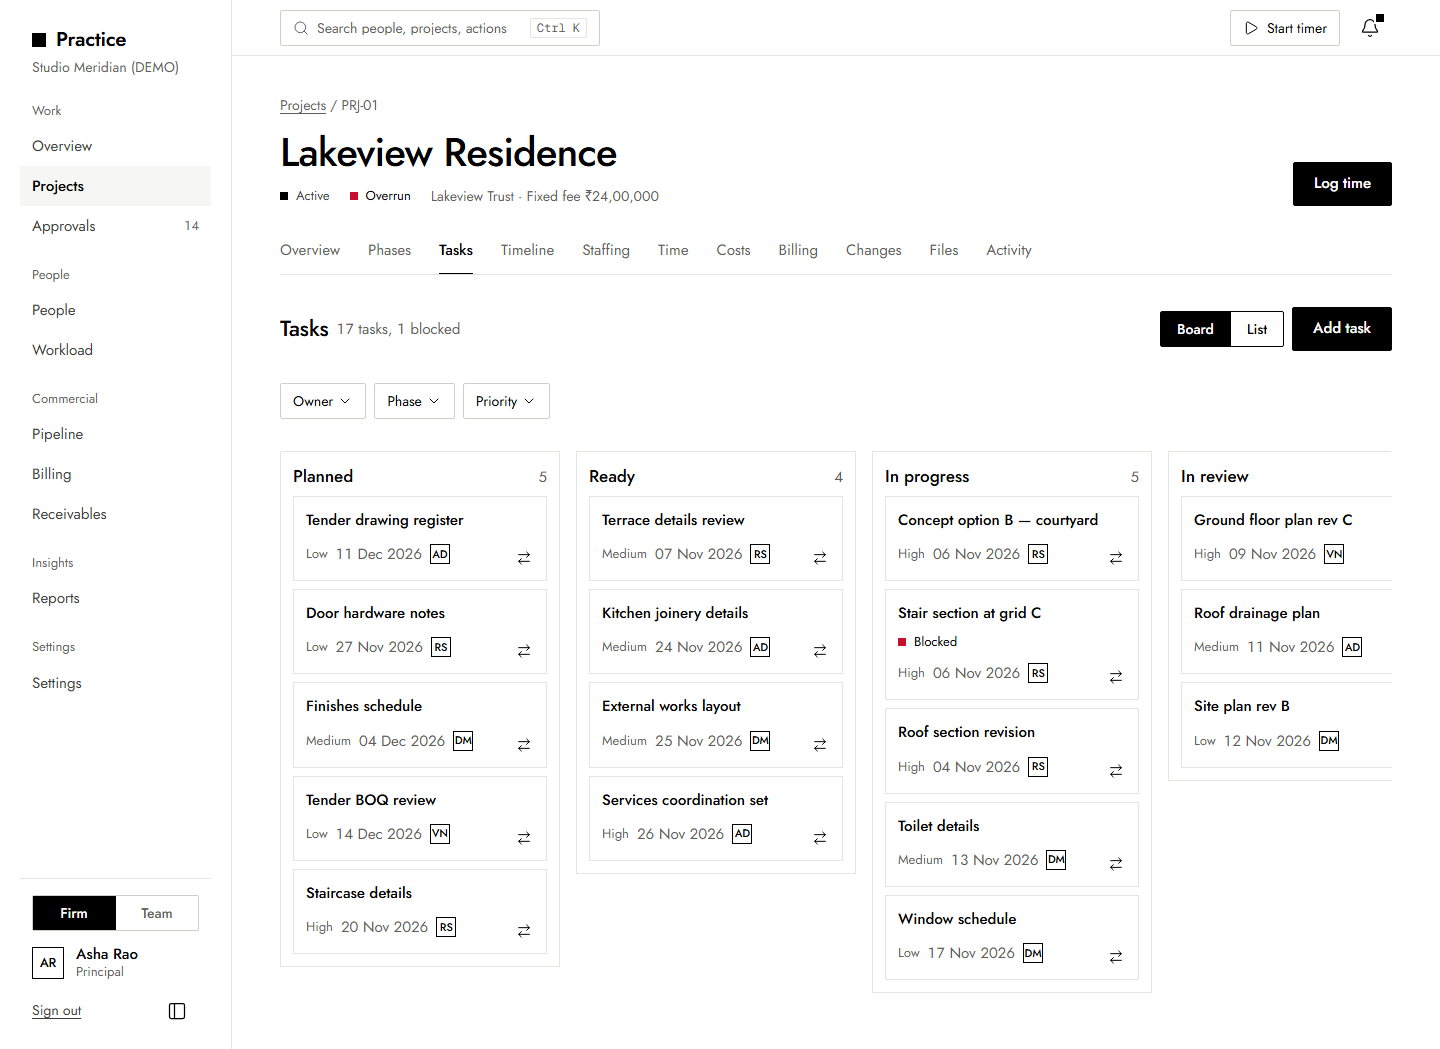 Practice
Studio Meridian (DEMO)
Work
Overview
Projects
Approvals 14
People
People
Workload
Commercial
Pipeline
Billing
Receivables
Insights
Reports
Settings
Settings
Firm Team
AR
Asha Rao
Principal
Sign out
Search people, projects, actions Ctrl K
Start timer
Projects / PRJ-01
Lakeview Residence
Active Overrun Lakeview Trust · Fixed fee ₹24,00,000
Log time
Overview Phases Tasks Timeline Staffing Time Costs Billing Changes Files Activity
Tasks 17 tasks, 1 blocked
Board List Add task
Owner Phase Priority
Planned 5
Tender drawing register
Low 11 Dec 2026 AD
Door hardware notes
Low 27 Nov 2026 RS
Finishes schedule
Medium 04 Dec 2026 DM
Tender BOQ review
Low 14 Dec 2026 VN
Staircase details
High 20 Nov 2026 RS
Ready 4
Terrace details review
Medium 07 Nov 2026 RS
Kitchen joinery details
Medium 24 Nov 2026 AD
External works layout
Medium 25 Nov 2026 DM
Services coordination set
High 26 Nov 2026 AD
In progress 5
Concept option B — courtyard
High 06 Nov 2026 RS
Stair section at grid C
Blocked
High 06 Nov 2026 RS
Roof section revision
High 04 Nov 2026 RS
Toilet details
Medium 13 Nov 2026 DM
Window schedule
Low 17 Nov 2026 DM
In review
Ground floor plan rev C
High 09 Nov 2026 VN
Roof drainage plan
Medium 11 Nov 2026 AD
Site plan rev B
Low 12 Nov 2026 DM